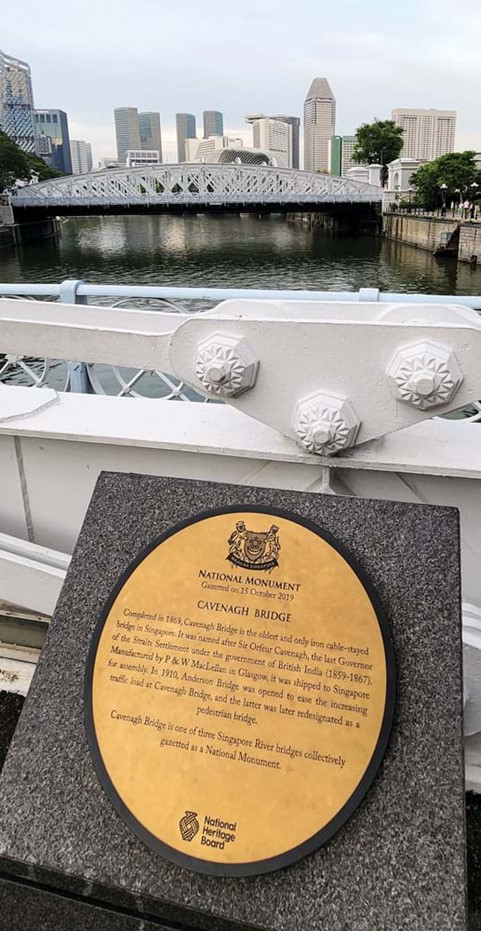 NATIONAL MONUMENT
Gazetted on 15 October 2019
CAVENAGH BRIDGE
Completed in 1869, Cavenagh Bridge is the oldest and only iron cable-stayed
bridge in Singapore. It was named after Sir Orfeur Cavenagh, the last Governor
of the Straits Settlement under the government of British India (1859-1867).
Manufactured by P & W MacLellan in Glasgow, it was shipped to Singapore
for assembly. In 1910, Anderson Bridge was opened to ease the increasing
traffic load at Cavenagh Bridge, and the latter was later redesignated as a
pedestrian bridge.
Cavenagh Bridge is one of three Singapore River bridges collectively
gazetted as a National Monument.
National
Heritage
Board